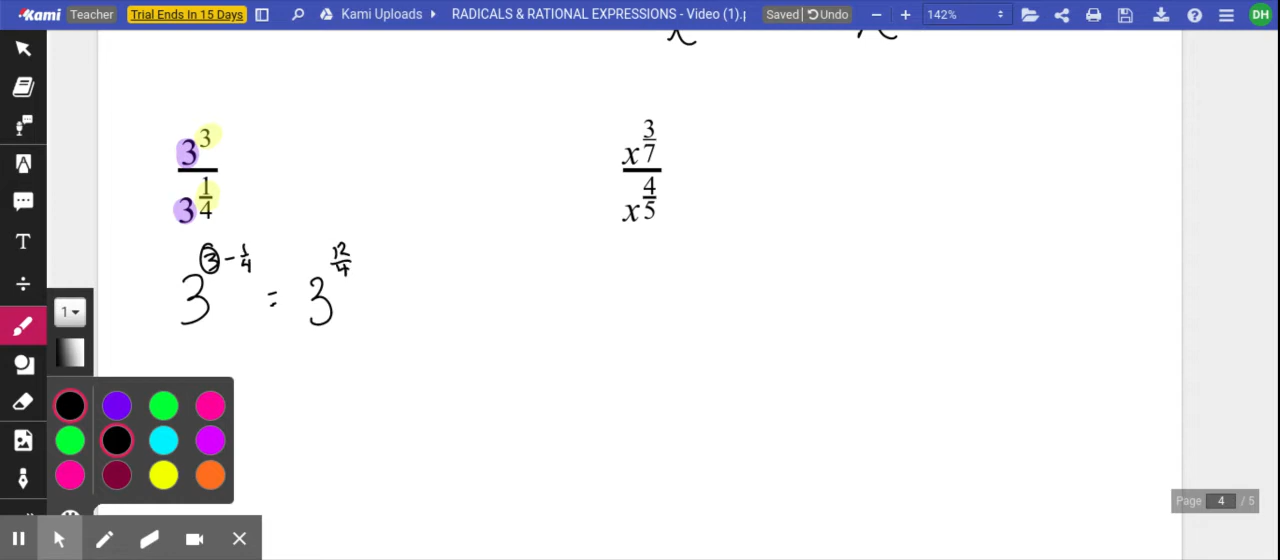 Kami Teacher Trial Ends In 15 Days Kami Uploads RADICALS & RATIONAL EXPRESSIONS - Video (1).p Saved Undo 142% DH
3^3 / 3^(1/4)
x^(3/7) / x^(4/5)
3^(3 - 1/4) = 3^(12/4)
T
1
Page 4 / 5